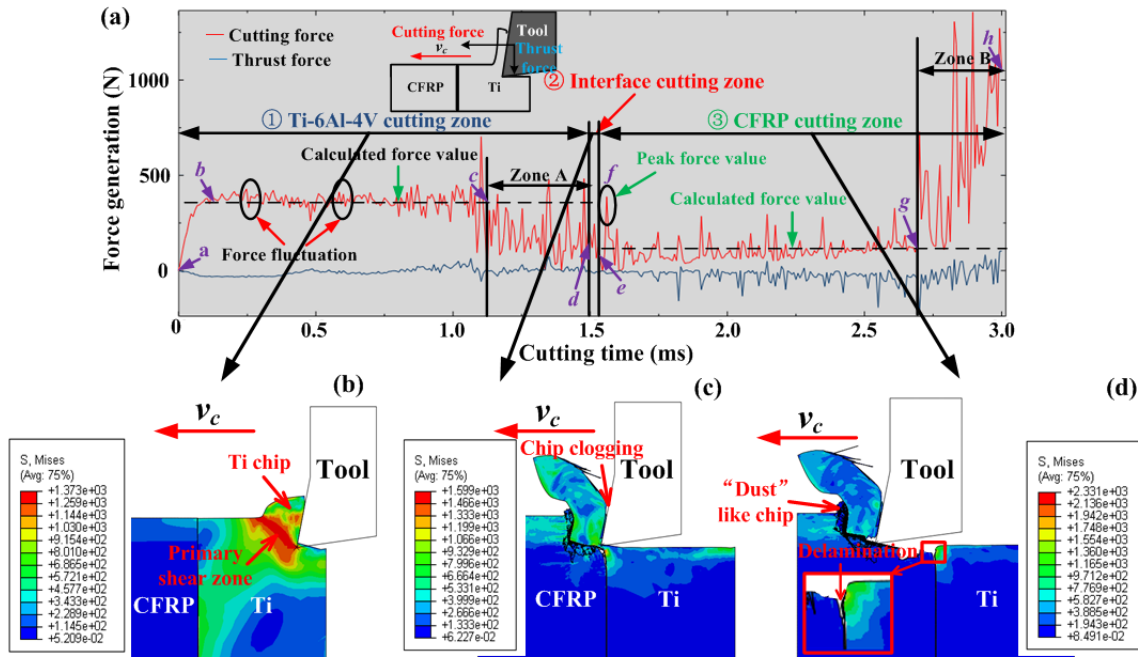 (a)
Cutting force
Thrust force
Cutting force
v_c
Tool
Thrust
force
CFRP
Ti
② Interface cutting zone
h
Zone B
① Ti-6Al-4V cutting zone
③ CFRP cutting zone
Calculated force value
b
c
Zone A
f
Peak force value
Calculated force value
g
a
Force fluctuation
d
e
Force generation (N)
1000
500
0
0
0.5
1.0
1.5
2.0
2.5
3.0
Cutting time (ms)
(b)
v_c
S, Mises
(Avg: 75%)
+1.373e+03
+1.259e+03
+1.144e+03
+1.030e+03
+9.154e+02
+8.010e+02
+6.865e+02
+5.721e+02
+4.577e+02
+3.433e+02
+2.289e+02
+1.145e+02
+5.209e-02
Ti chip
Tool
Primary
shear zone
CFRP
Ti
(c)
v_c
S, Mises
(Avg: 75%)
+1.599e+03
+1.466e+03
+1.333e+03
+1.199e+03
+1.066e+03
+9.329e+02
+7.996e+02
+6.664e+02
+5.331e+02
+3.999e+02
+2.666e+02
+1.333e+02
+6.227e-02
Chip clogging
Tool
CFRP
Ti
(d)
v_c
"Dust"
like chip
Tool
Delamination
Ti
S, Mises
(Avg: 75%)
+2.331e+03
+2.136e+03
+1.942e+03
+1.748e+03
+1.554e+03
+1.360e+03
+1.165e+03
+9.712e+02
+7.769e+02
+5.827e+02
+3.885e+02
+1.943e+02
+8.491e-02